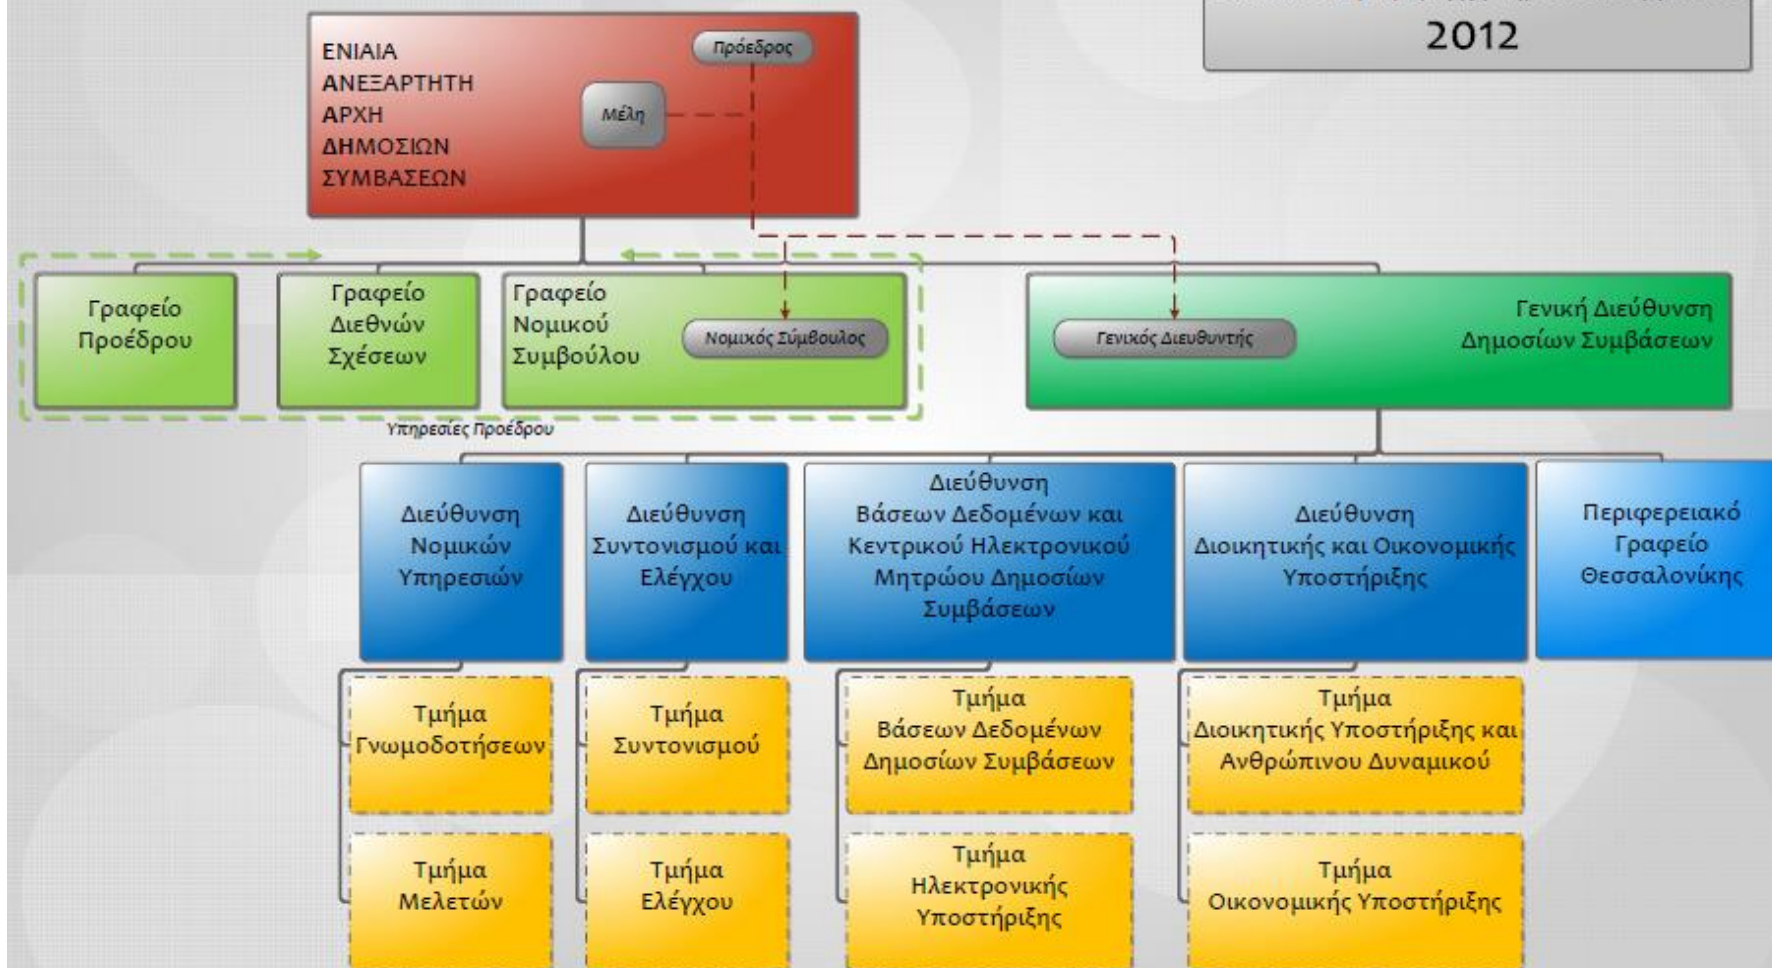 2012
ΕΝΙΑΙΑ
ΑΝΕΞΑΡΤΗΤΗ
ΑΡΧΗ
ΔΗΜΟΣΙΩΝ
ΣΥΜΒΑΣΕΩΝ
Πρόεδρος
Μέλη
Γραφείο
Προέδρου
Γραφείο
Διεθνών
Σχέσεων
Γραφείο
Νομικού
Συμβούλου
Νομικός Σύμβουλος
Γενικός Διευθυντής
Γενική Διεύθυνση
Δημοσίων Συμβάσεων
Υπηρεσίες Προέδρου
Διεύθυνση
Νομικών
Υπηρεσιών
Διεύθυνση
Συντονισμού και
Ελέγχου
Διεύθυνση
Βάσεων Δεδομένων και
Κεντρικού Ηλεκτρονικού
Μητρώου Δημοσίων
Συμβάσεων
Διεύθυνση
Διοικητικής και Οικονομικής
Υποστήριξης
Περιφερειακό
Γραφείο
Θεσσαλονίκης
Τμήμα
Γνωμοδοτήσεων
Τμήμα
Συντονισμού
Τμήμα
Βάσεων Δεδομένων
Δημοσίων Συμβάσεων
Τμήμα
Διοικητικής Υποστήριξης και
Ανθρώπινου Δυναμικού
Τμήμα
Μελετών
Τμήμα
Ελέγχου
Τμήμα
Ηλεκτρονικής
Υποστήριξης
Τμήμα
Οικονομικής Υποστήριξης